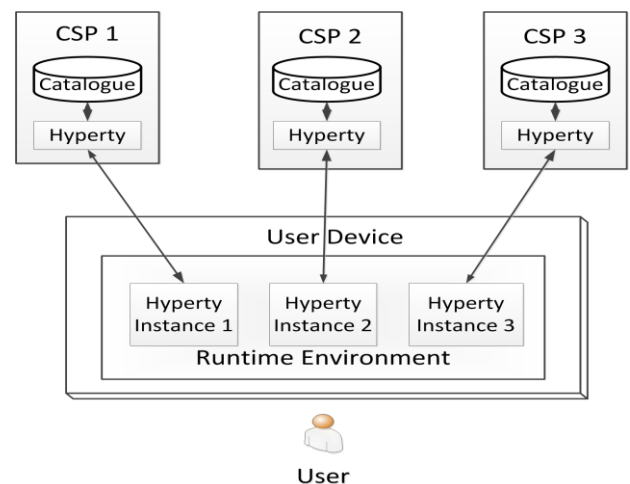 CSP 1
CSP 2
CSP 3
Catalogue
Catalogue
Catalogue
Hyperty
Hyperty
Hyperty
User Device
Hyperty
Instance 1
Hyperty
Instance 2
Hyperty
Instance 3
Runtime Environment
User